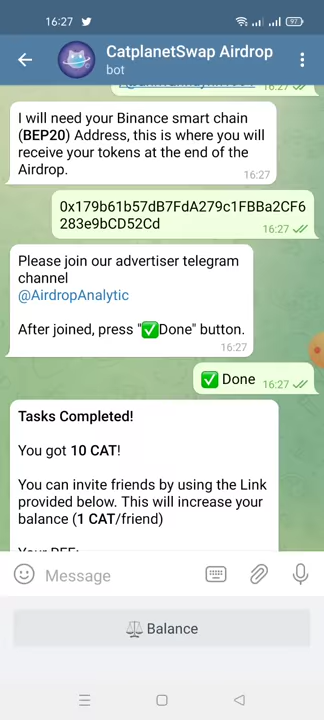 16:27
97
CatplanetSwap Airdrop
bot
16:27
I will need your Binance smart chain
(BEP20) Address, this is where you will
receive your tokens at the end of the
Airdrop.
16:27
0x179b61b57dB7FdA279c1FBBa2CF6
283e9bCD52Cd
16:27
Please join our advertiser telegram
channel
@AirdropAnalytic
After joined, press "✅Done" button.
16:27
✅ Done 16:27
Tasks Completed!
You got 10 CAT!
You can invite friends by using the Link
provided below. This will increase your
balance (1 CAT/friend)
Message
Balance